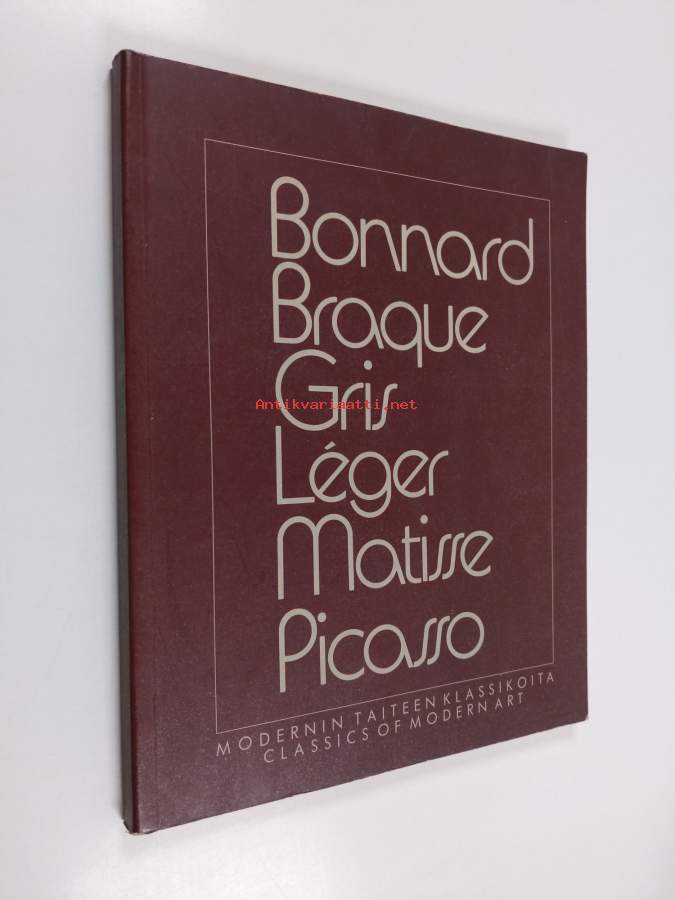 Bonnard
Braque
Gris
Antikvariaatti.net
Léger
Matisse
Picasso
MODERNIN TAITEEN KLASSIKOITA
CLASSICS OF MODERN ART